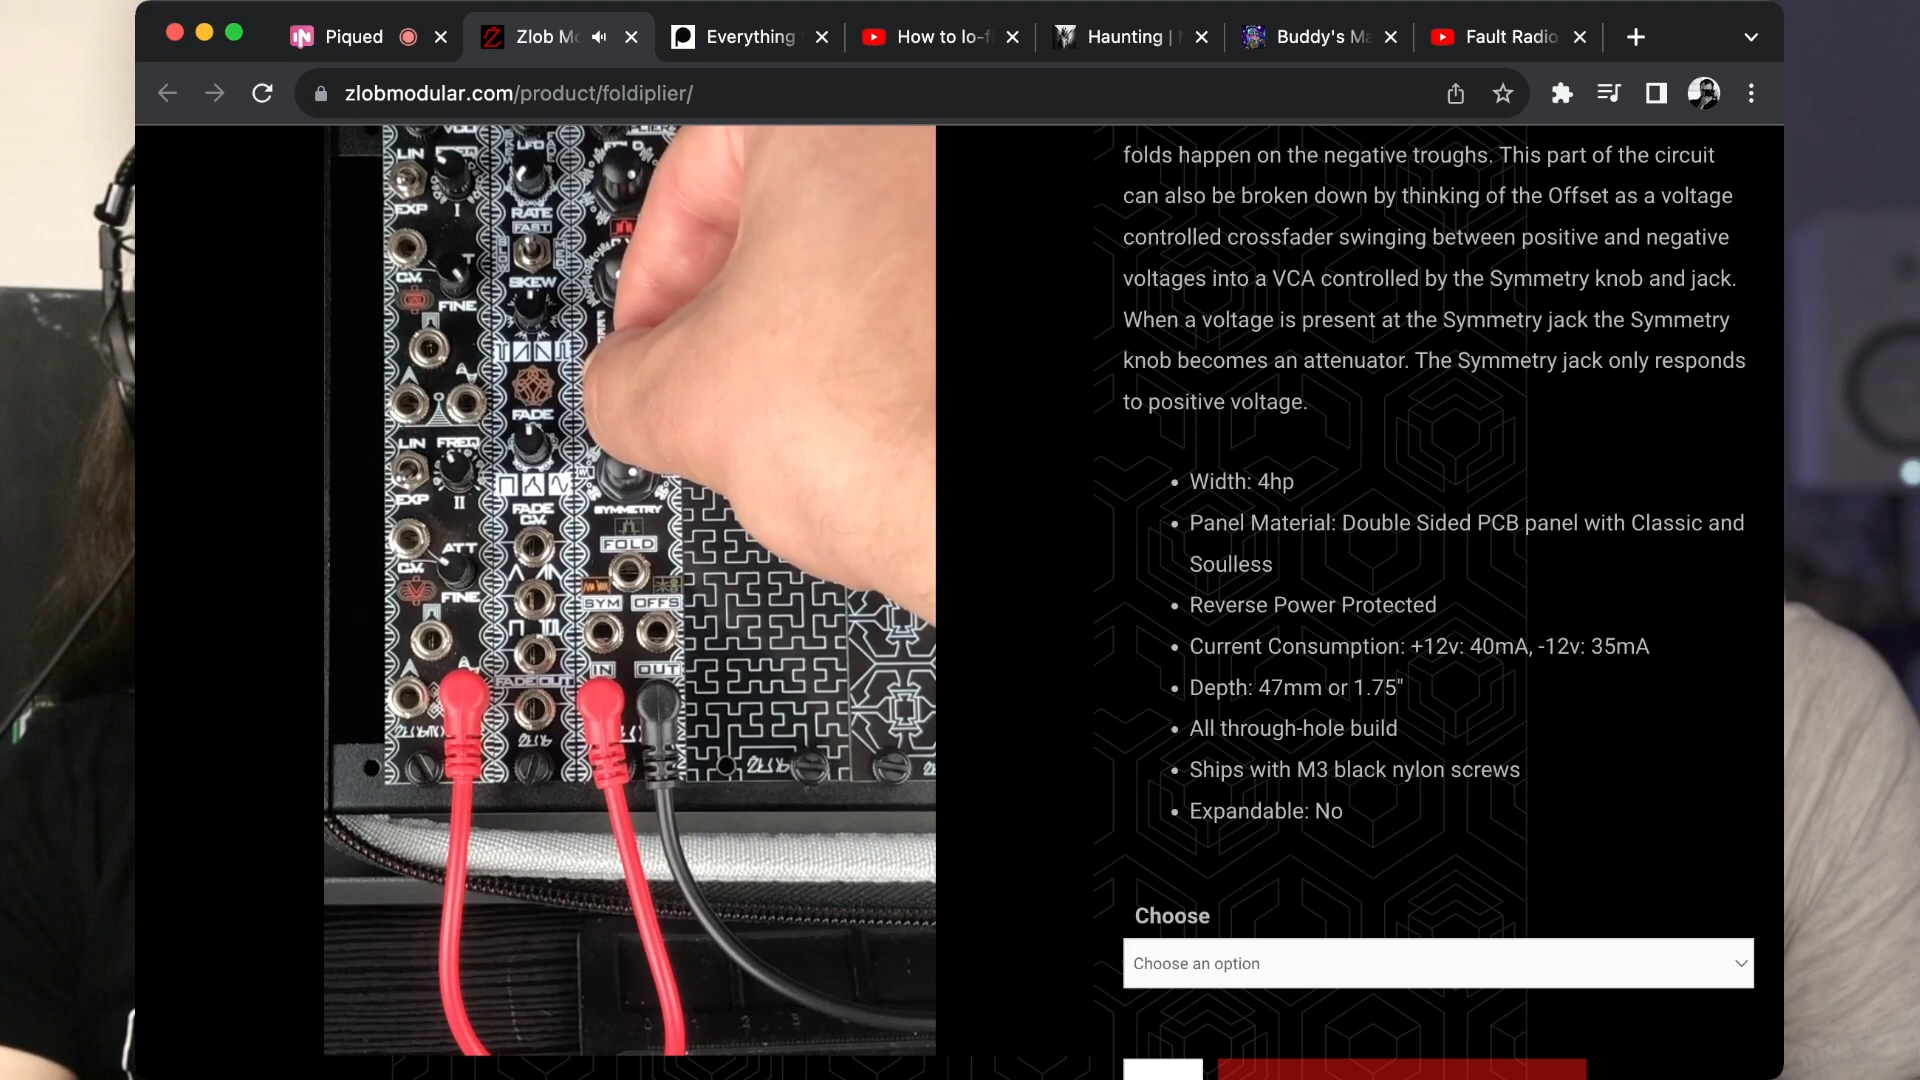 Piqued
Zlob Mo
Everything
How to lo-f
Haunting |
Buddy's Ma
Fault Radio
zlobmodular.com/product/foldiplier/
folds happen on the negative troughs. This part of the circuit
can also be broken down by thinking of the Offset as a voltage
controlled crossfader swinging between positive and negative
voltages into a VCA controlled by the Symmetry knob and jack.
When a voltage is present at the Symmetry jack the Symmetry
knob becomes an attenuator. The Symmetry jack only responds
to positive voltage.
Width: 4hp
Panel Material: Double Sided PCB panel with Classic and
Soulless
Reverse Power Protected
Current Consumption: +12v: 40mA, -12v: 35mA
Depth: 47mm or 1.75"
All through-hole build
Ships with M3 black nylon screws
Expandable: No
Choose
Choose an option
LIN
EXP
I
C.V.
FINE
LFO
RATE
FAST
MED
SKEW
FADE
LIN FREQ
EXP
II
ATT
C.V.
FINE
FADE
C.V.
FADE OUT
SYMMETRY
FOLD
SYM OFFS
IN OUT